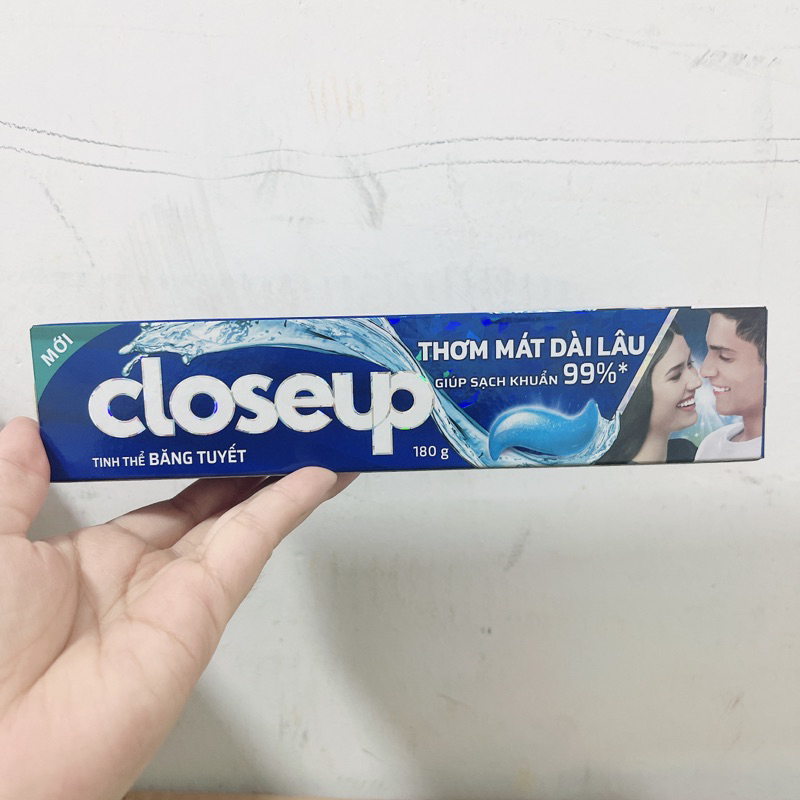 MỚI
closeup
TINH THỂ BĂNG TUYẾT
180 g
THƠM MÁT DÀI LÂU
GIÚP SẠCH KHUẨN 99%*